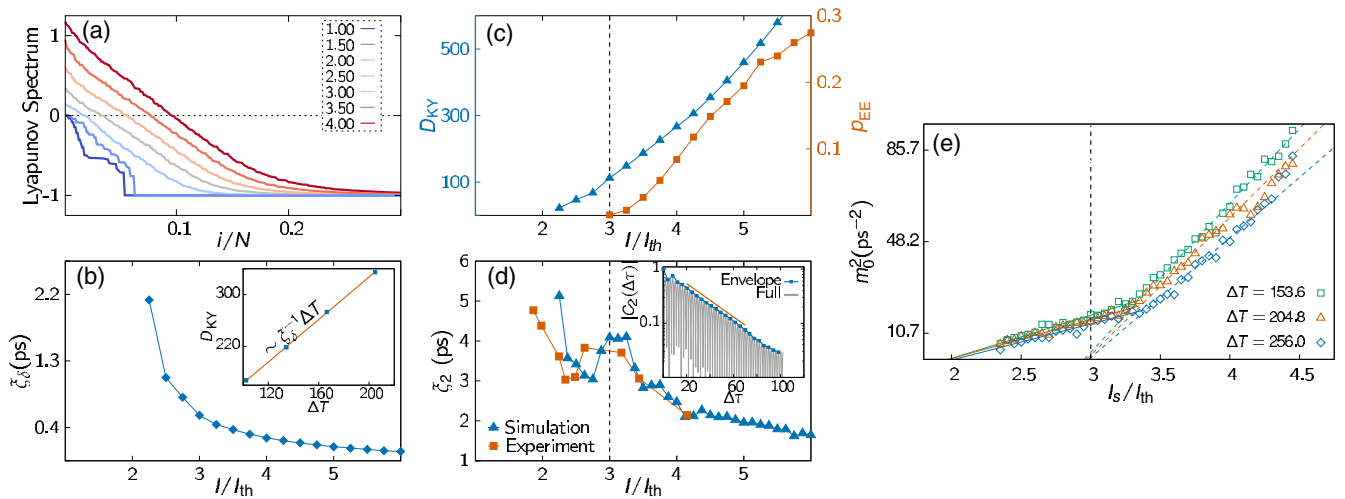 (a)
Lyapunov Spectrum
1
0
-1
1.00
1.50
2.00
2.50
3.00
3.50
4.00
0.1
0.2
i/N
(b)
ξδ(ps)
2.2
1.3
0.4
2
3
4
5
6
I/Ith
DKY
300
220
~ ξδ⁻¹ ΔT
120
160
200
ΔT
(c)
DKY
500
300
100
pEE
0.3
0.2
0.1
2
3
4
5
I/Ith
(d)
ξ2(ps)
6
5
4
3
2
1
Simulation
Experiment
2
3
4
5
I/Ith
|C2(Δτ)|
1
0.1
Envelope
Full
20
60
100
Δτ
(e)
m0²(ps⁻²)
85.7
48.2
10.7
ΔT = 153.6
ΔT = 204.8
ΔT = 256.0
2.0
2.5
3.0
3.5
4.0
4.5
Is/Ith